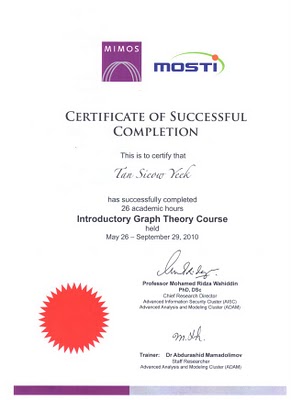 MIMOS
MOSTI
CERTIFICATE OF SUCCESSFUL
COMPLETION
This is to certify that
Tan Sieow Yeek
has successfully completed
26 academic hours
Introductory Graph Theory Course
held
May 26 – September 29, 2010
Professor Mohamed Ridza Wahiddin
PhD, DSc
Chief Research Director
Advanced Information Security Cluster (AISC)
Advanced Analysis and Modeling Cluster (ADAM)
Trainer: Dr Abdurashid Mamadolimov
Staff Researcher
Advanced Analysis and Modeling Cluster (ADAM)